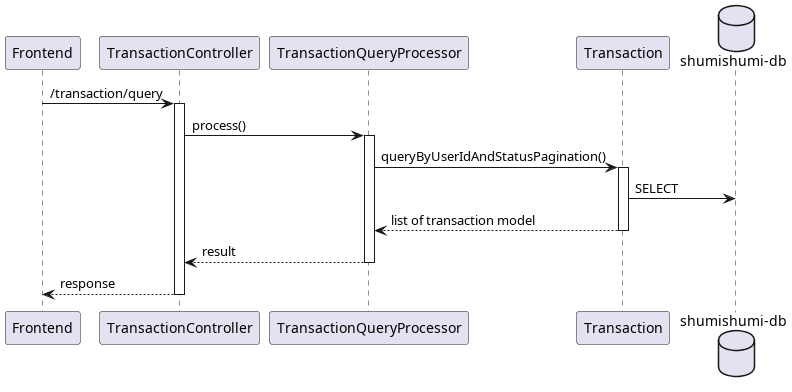 shumishumi-db
Frontend
TransactionController
TransactionQueryProcessor
Transaction
/transaction/query
process()
queryByUserIdAndStatusPagination()
SELECT
list of transaction model
result
response
Frontend
TransactionController
TransactionQueryProcessor
Transaction
shumishumi-db